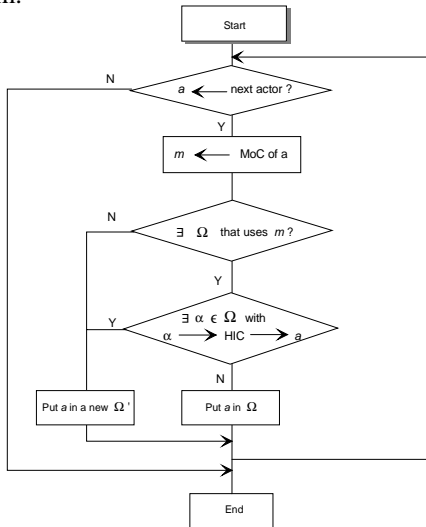 m.
Start
N
a ← next actor ?
Y
m ← MoC of a
N
∃ Ω that uses m ?
Y
∃ α ϵ Ω with
Y
α → HIC → a
N
Put a in a new Ω '
Put a in Ω
End